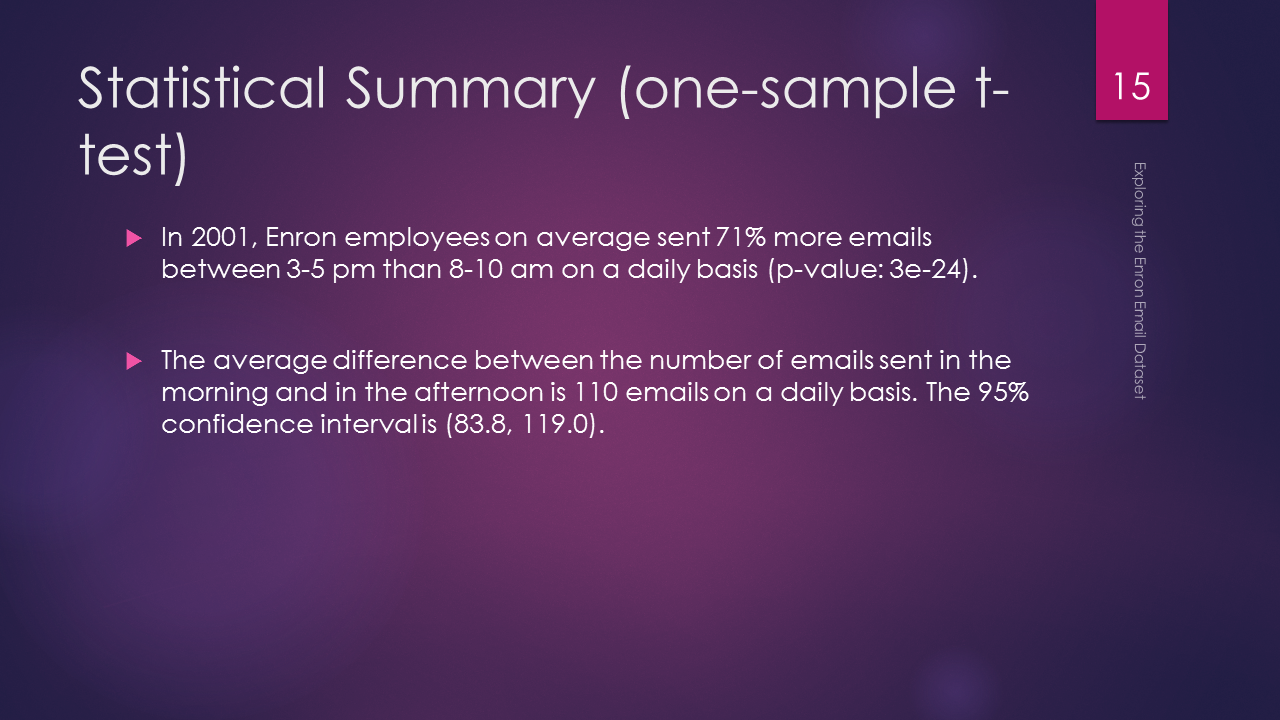 Statistical Summary (one-sample t-
test)
15
Exploring the Enron Email Dataset
In 2001, Enron employees on average sent 71% more emails
between 3-5 pm than 8-10 am on a daily basis (p-value: 3e-24).
The average difference between the number of emails sent in the
morning and in the afternoon is 110 emails on a daily basis. The 95%
confidence interval is (83.8, 119.0).